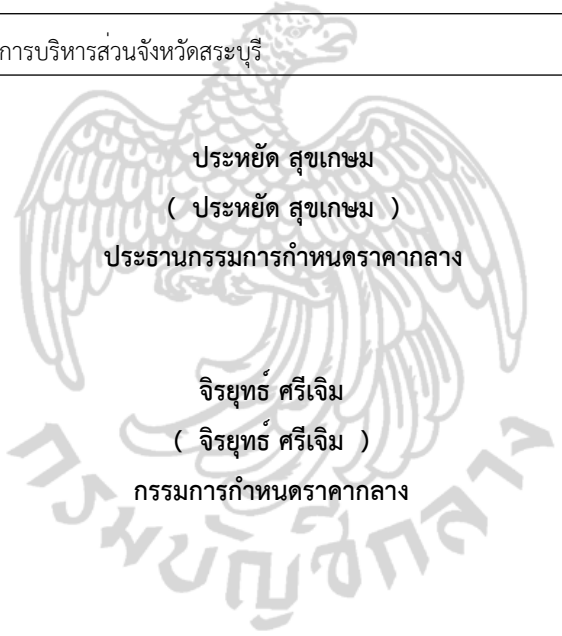 การบริหารส่วนจังหวัดสระบุรี
ประหยัด สุขเกษม
( ประหยัด สุขเกษม )
ประธานกรรมการกำหนดราคากลาง
จิรยุทธ์ ศรีเจิม
( จิรยุทธ์ ศรีเจิม )
กรรมการกำหนดราคากลาง
กรมบัญชีกลาง